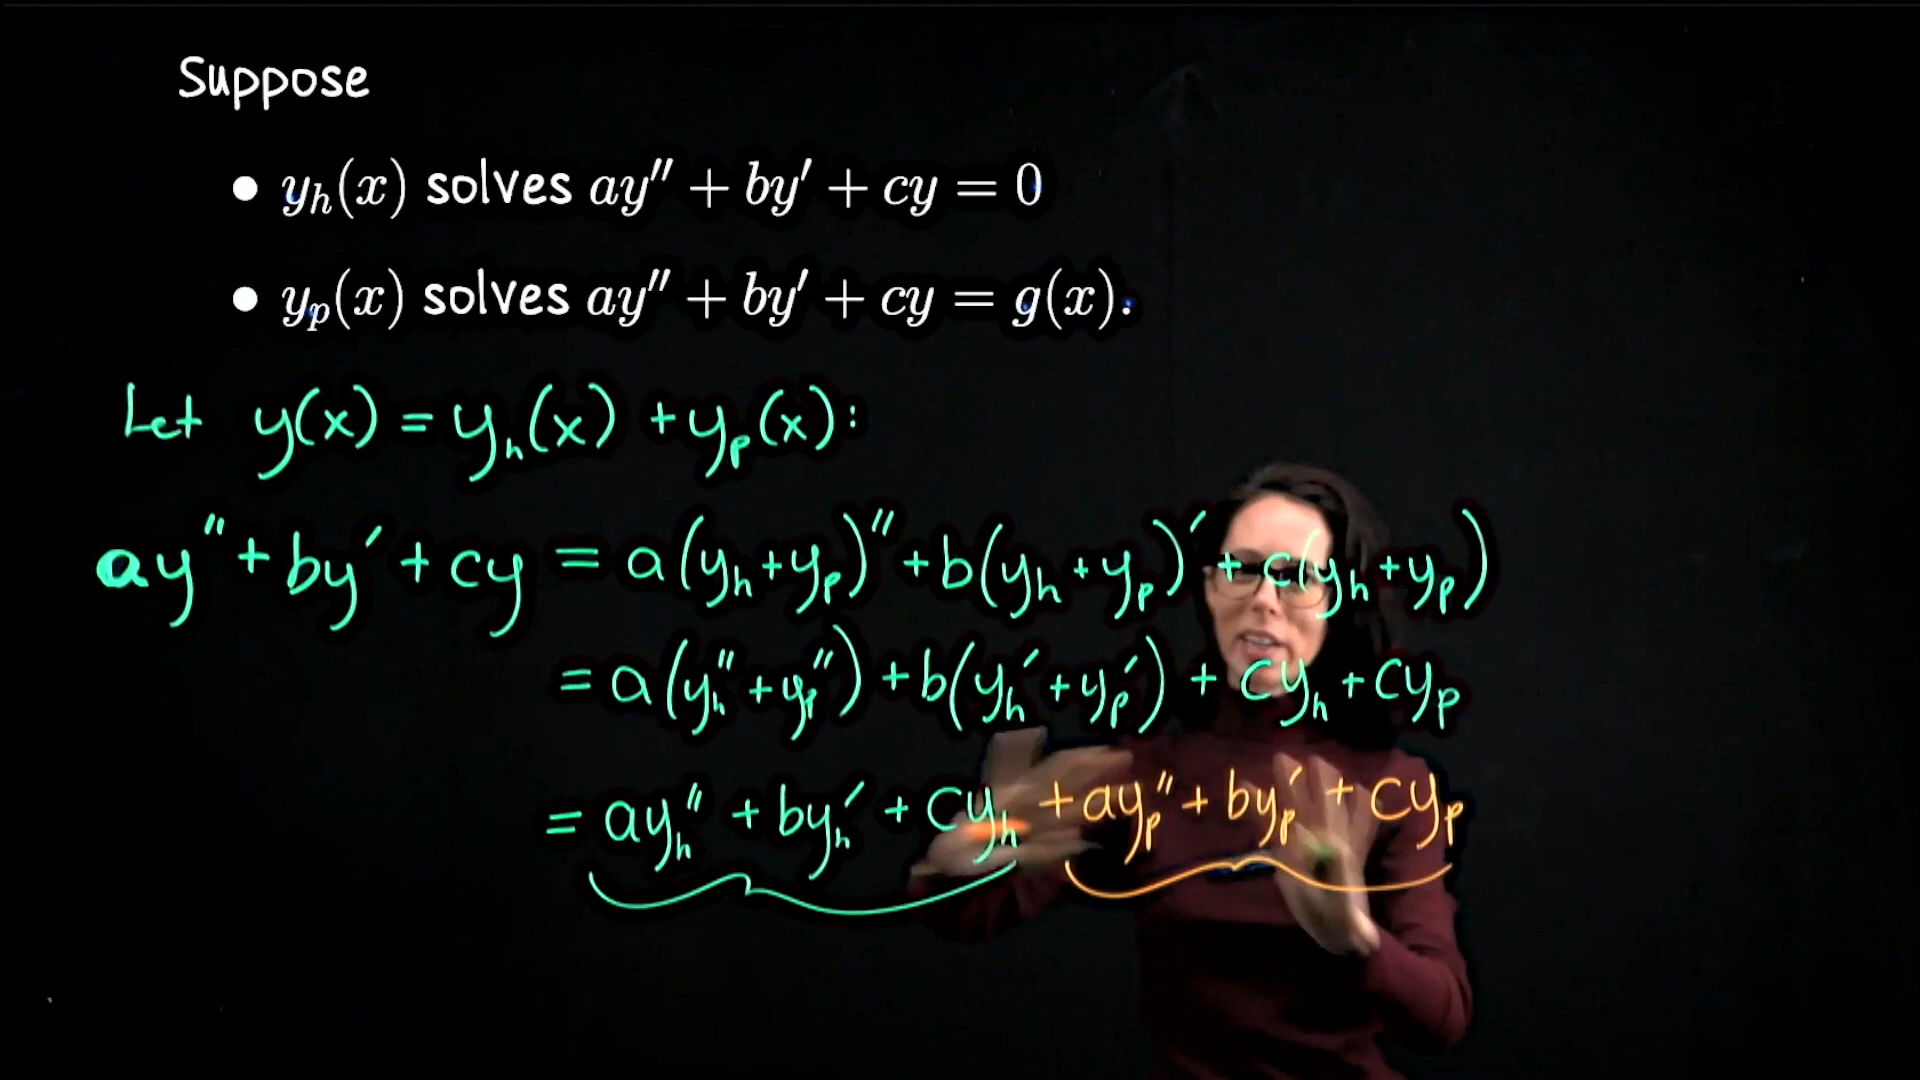 Suppose
• y_h(x) solves ay″ + by′ + cy = 0
• y_p(x) solves ay″ + by′ + cy = g(x).
Let y(x) = y_h(x) + y_p(x):
ay″ + by′ + cy = a(y_h + y_p)″ + b(y_h + y_p)′ + c(y_h + y_p)
= a(y_h″ + y_p″) + b(y_h′ + y_p′) + cy_h + cy_p
= ay_h″ + by_h′ + cy_h + ay_p″ + by_p′ + cy_p